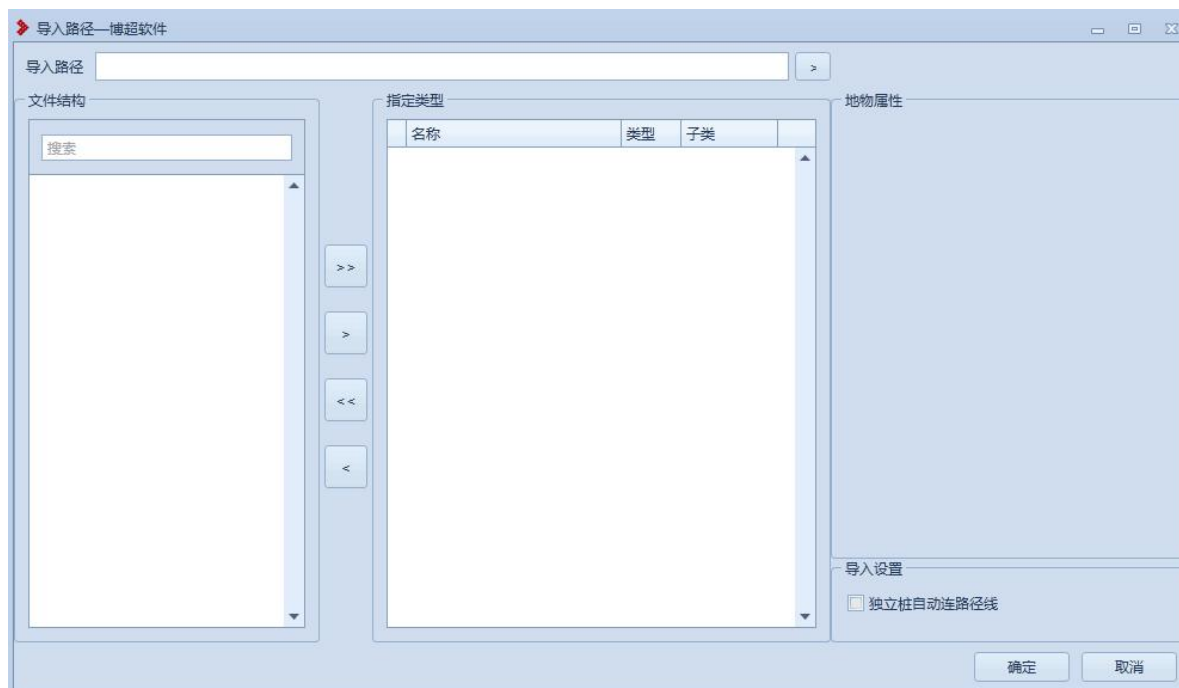 导入路径—博超软件
导入路径
>
文件结构
指定类型
地物属性
搜索
名称 类型 子类
>>
>
<<
<
导入设置
独立桩自动连路径线
确定 取消